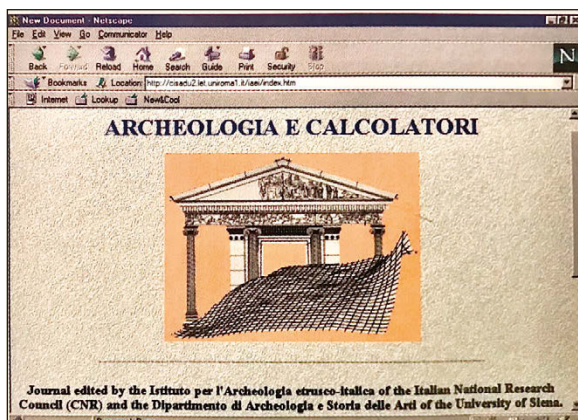 New Document - Netscape
File Edit View Go Communicator Help
Back Forward Reload Home Search Guide Print Security Stop
N
Bookmarks Location: http://cisadu2.let.uniroma1.it/iaei/index.htm
Internet Lookup New&Cool
ARCHEOLOGIA E CALCOLATORI
Journal edited by the Istituto per l'Archeologia etrusco-italica of the Italian National Research
Council (CNR) and the Dipartimento di Archeologia e Storia delle Arti of the University of Siena.